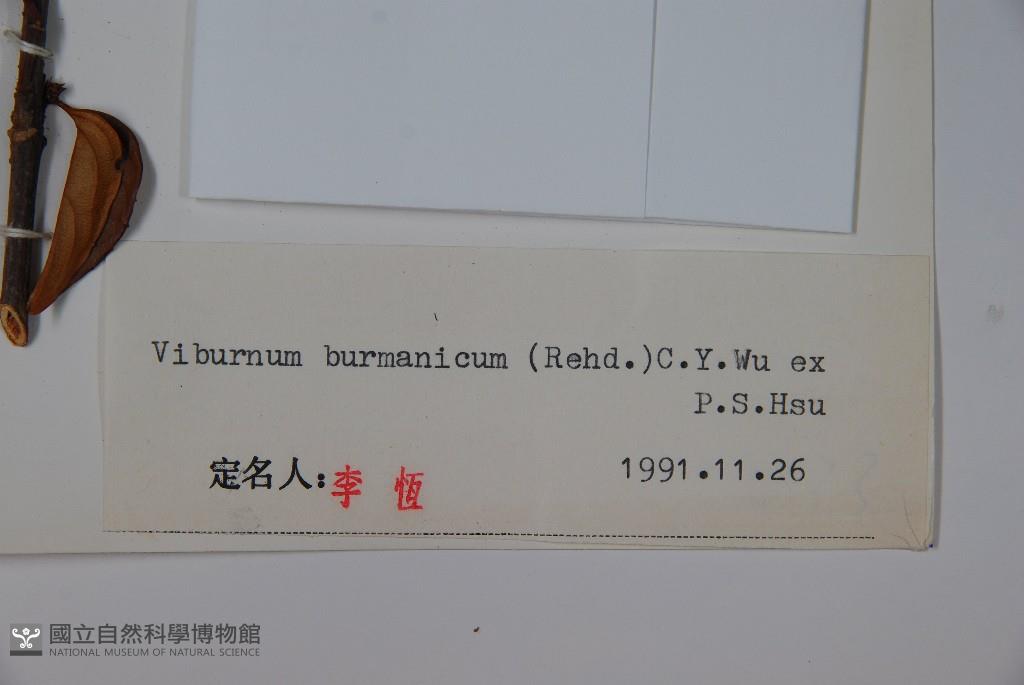 Viburnum burmanicum (Rehd.)C.Y.Wu ex
P.S.Hsu
定名人:李 恆
1991.11.26
國立自然科學博物館
NATIONAL MUSEUM OF NATURAL SCIENCE